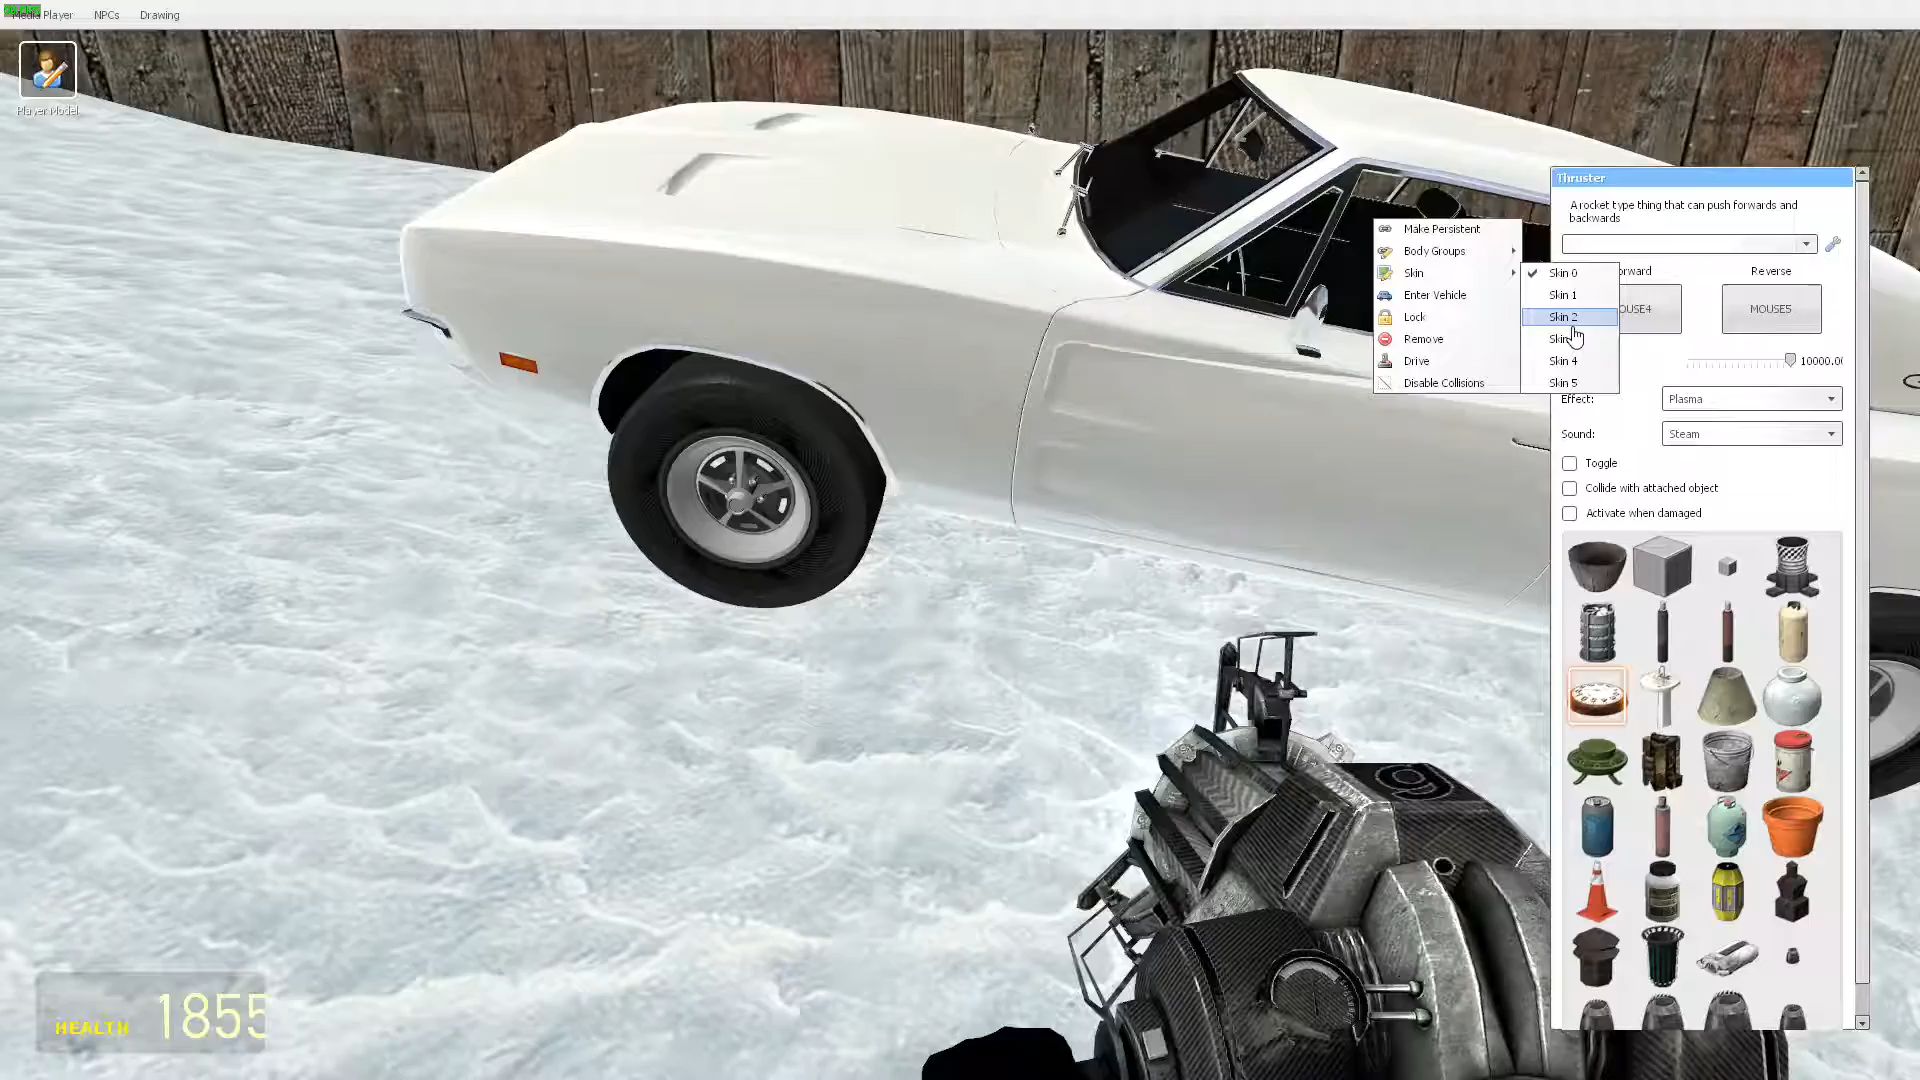 Media Player NPCs Drawing
Player Model
Thruster
A rocket type thing that can push forwards and
backwards
Make Persistent
Body Groups
Skin
Enter Vehicle
Lock
Remove
Drive
Disable Collisions
Skin 0
Skin 1
Skin 2
Skin 4
Skin 5
Reverse
MOUSE5
10000.00
Effect: Plasma
Sound: Steam
Toggle
Collide with attached object
Activate when damaged
HEALTH 1855